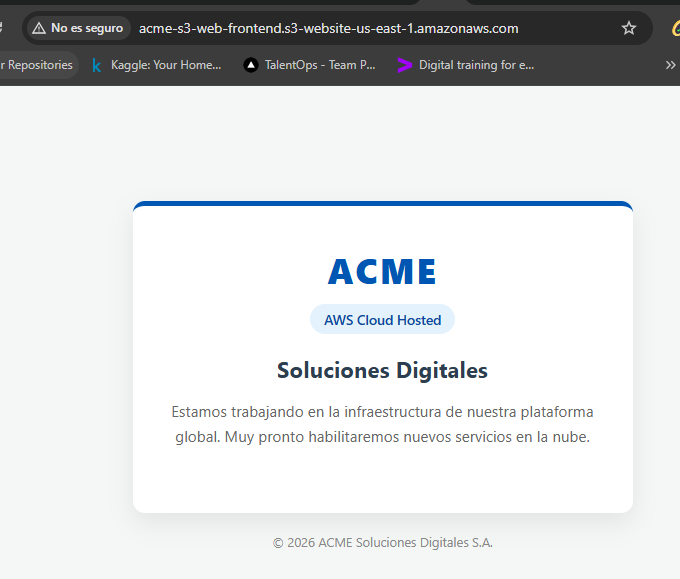 No es seguro acme-s3-web-frontend.s3-website-us-east-1.amazonaws.com
r Repositories Kaggle: Your Home... TalentOps - Team P... Digital training for e...
ACME
AWS Cloud Hosted
Soluciones Digitales
Estamos trabajando en la infraestructura de nuestra plataforma
global. Muy pronto habilitaremos nuevos servicios en la nube.
© 2026 ACME Soluciones Digitales S.A.